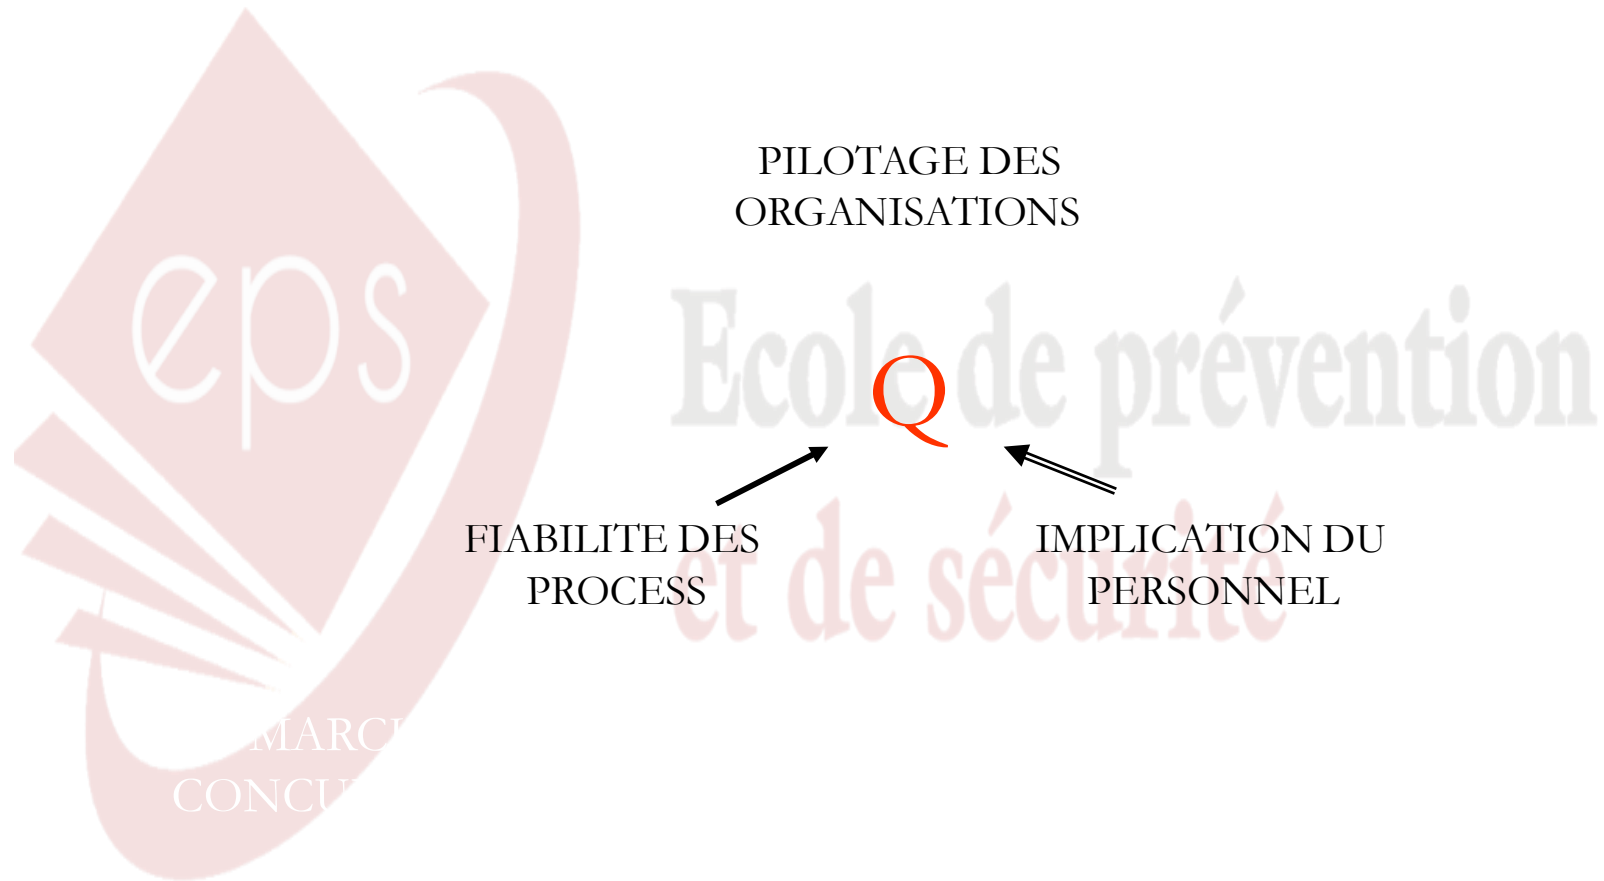 PILOTAGE DES
ORGANISATIONS
eps
Ecole de prévention
Q
FIABILITE DES
PROCESS
IMPLICATION DU
PERSONNEL
et de sécurité